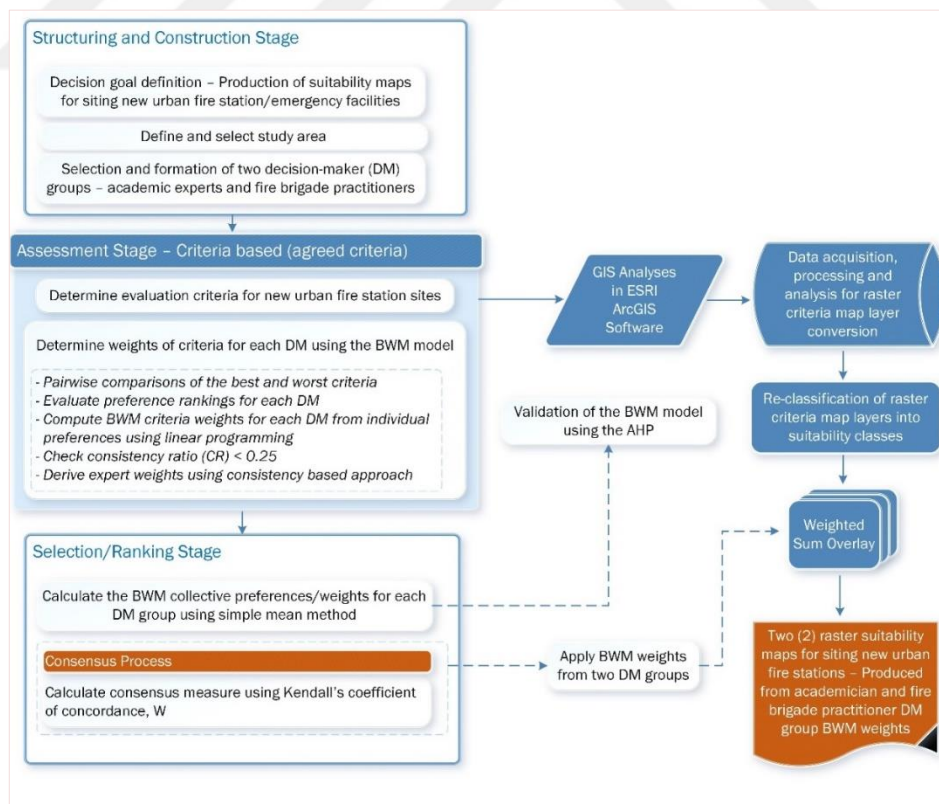 Structuring and Construction Stage
Decision goal definition – Production of suitability maps
for siting new urban fire station/emergency facilities
Define and select study area
Selection and formation of two decision-maker (DM)
groups – academic experts and fire brigade practitioners
Assessment Stage – Criteria based (agreed criteria)
Determine evaluation criteria for new urban fire station sites
Determine weights of criteria for each DM using the BWM model
- Pairwise comparisons of the best and worst criteria
- Evaluate preference rankings for each DM
- Compute BWM criteria weights for each DM from individual
preferences using linear programming
- Check consistency ratio (CR) < 0.25
- Derive expert weights using consistency based approach
GIS Analyses
in ESRI
ArcGIS
Software
Data acquisition,
processing and
analysis for raster
criteria map layer
conversion
Re-classification of raster
criteria map layers into
suitability classes
Validation of the BWM model
using the AHP
Weighted
Sum Overlay
Selection/Ranking Stage
Calculate the BWM collective preferences/weights for each
DM group using simple mean method
Consensus Process
Calculate consensus measure using Kendall's coefficient
of concordance, W
Apply BWM weights
from two DM groups
Two (2) raster suitability
maps for siting new urban
fire stations – Produced
from academician and fire
brigade practitioner DM
group BWM weights